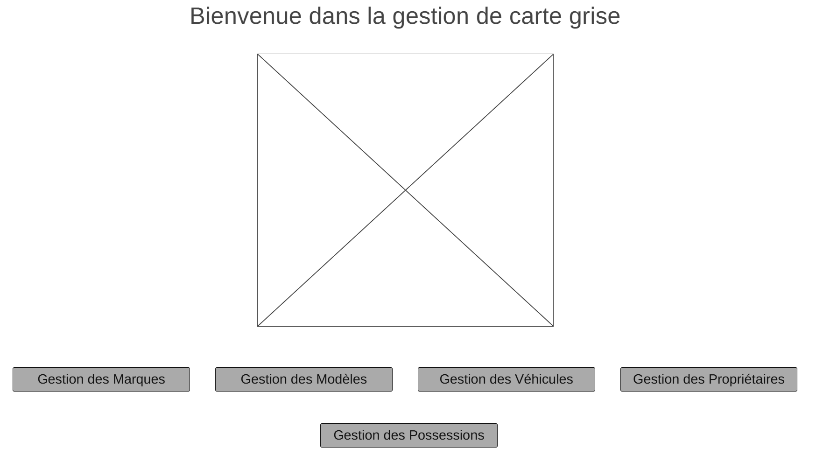 Bienvenue dans la gestion de carte grise
Gestion des Marques
Gestion des Modèles
Gestion des Véhicules
Gestion des Propriétaires
Gestion des Possessions